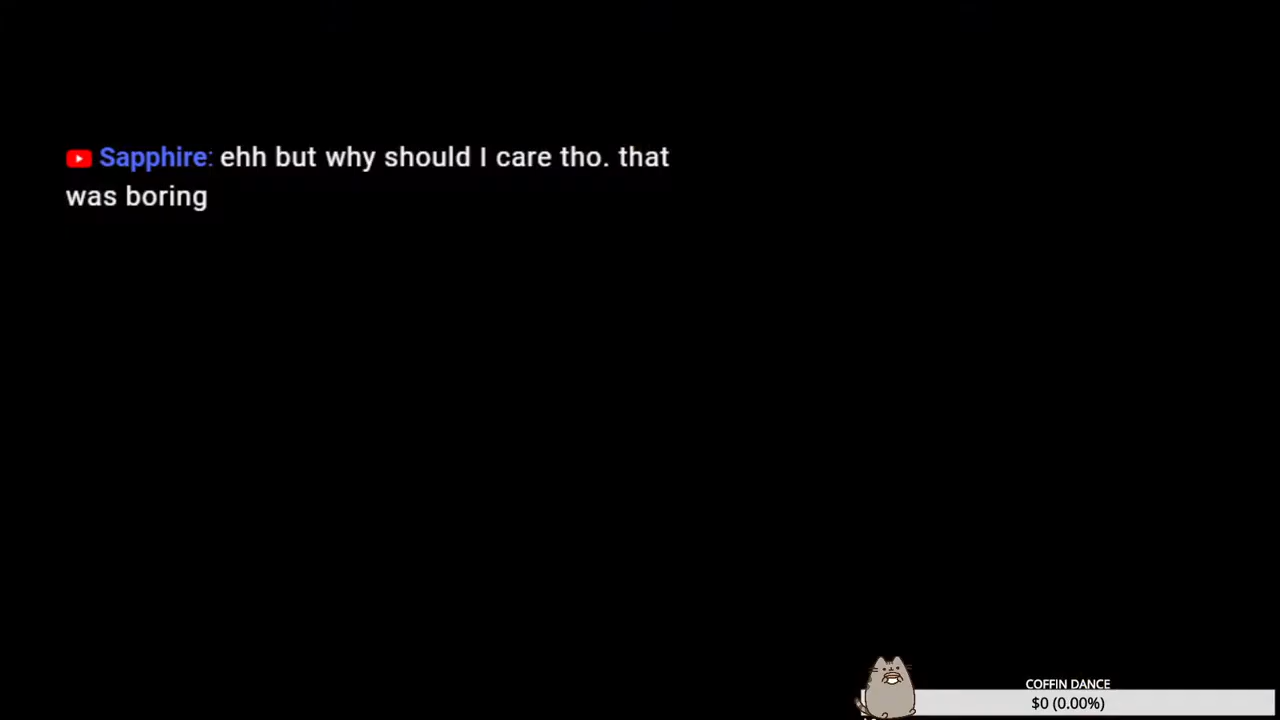 Sapphire: ehh but why should I care tho. that
was boring
COFFIN DANCE
$0 (0.00%)